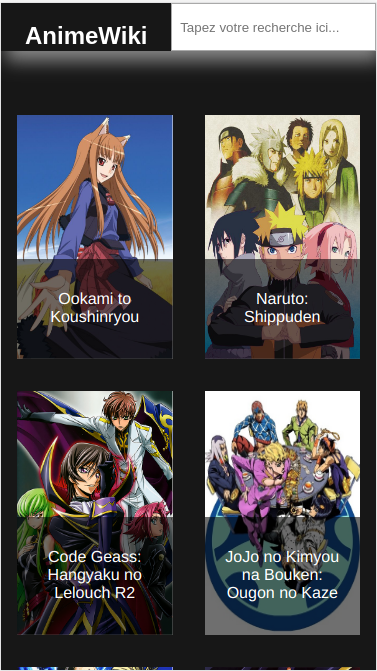 AnimeWiki
Tapez votre recherche ici...
Ookami to
Koushinryou
Naruto:
Shippuden
Code Geass:
Hangyaku no
Lelouch R2
JoJo no Kimyou
na Bouken:
Ougon no Kaze